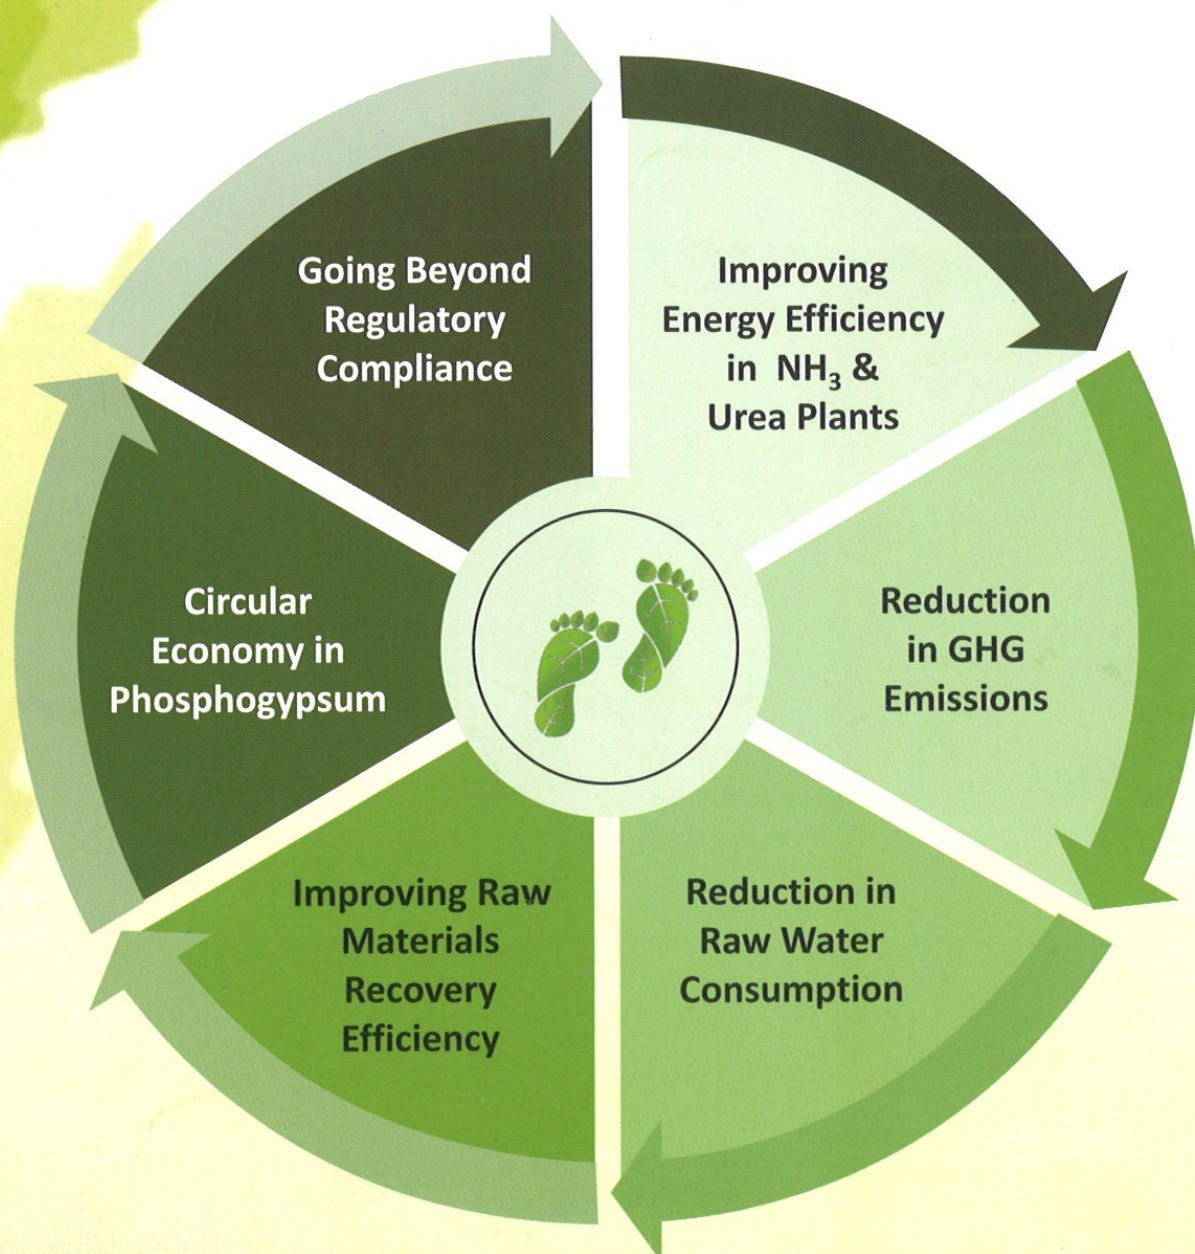 Going Beyond
Regulatory
Compliance
Improving
Energy Efficiency
in NH₃ &
Urea Plants
Reduction
in GHG
Emissions
Reduction in
Raw Water
Consumption
Improving Raw
Materials
Recovery
Efficiency
Circular
Economy in
Phosphogypsum